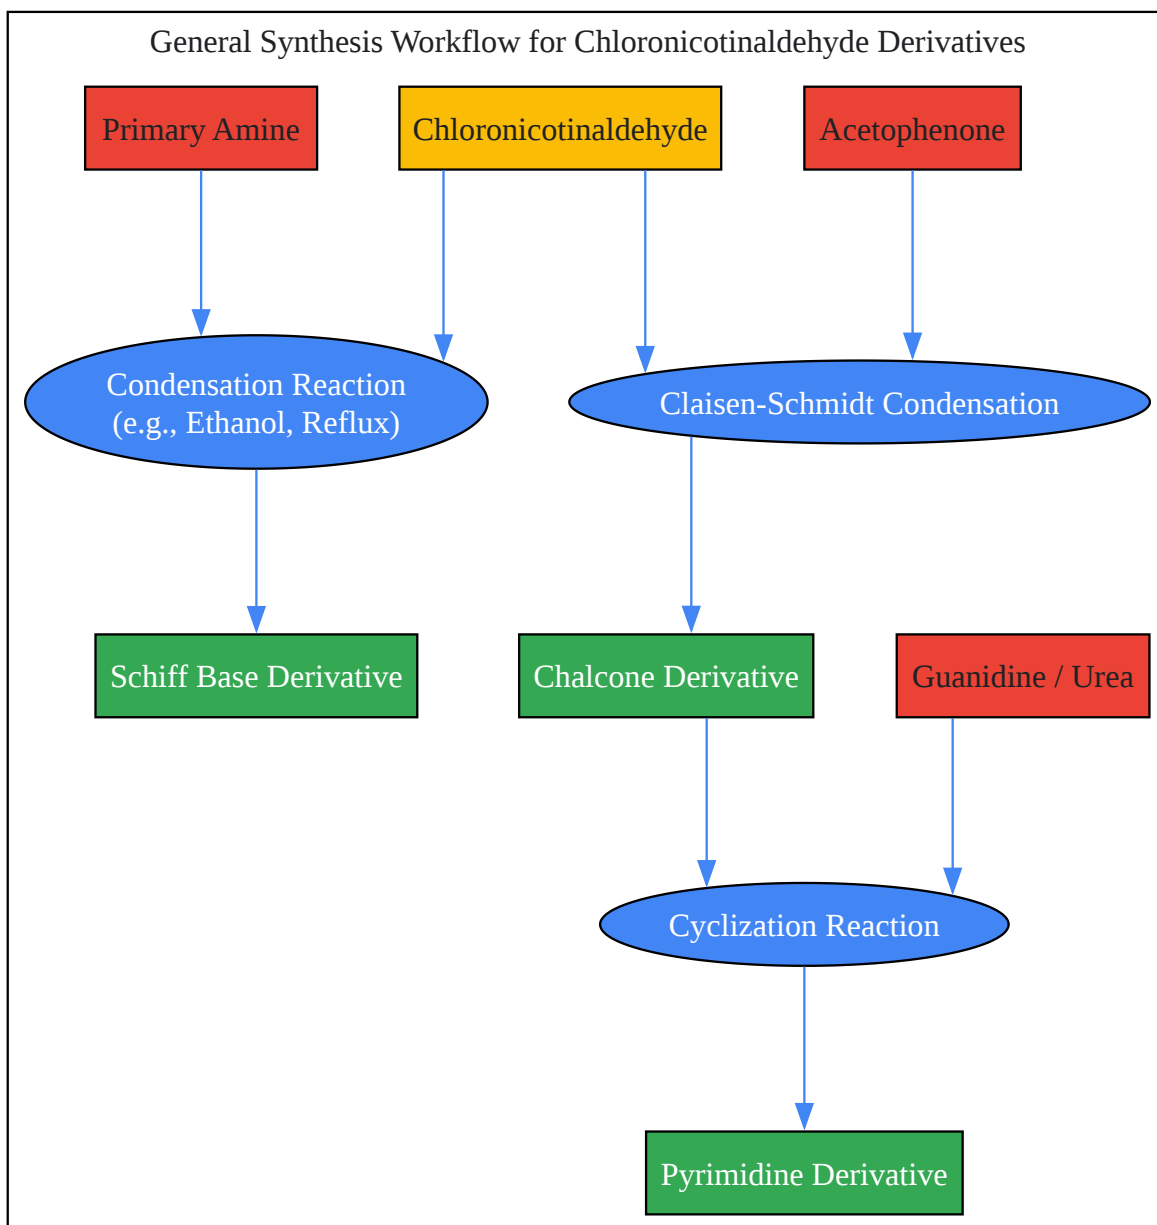 General Synthesis Workflow for Chloronicotinaldehyde Derivatives
Primary Amine
Chloronicotinaldehyde
Acetophenone
Condensation Reaction
(e.g., Ethanol, Reflux)
Claisen-Schmidt Condensation
Schiff Base Derivative
Chalcone Derivative
Guanidine / Urea
Cyclization Reaction
Pyrimidine Derivative